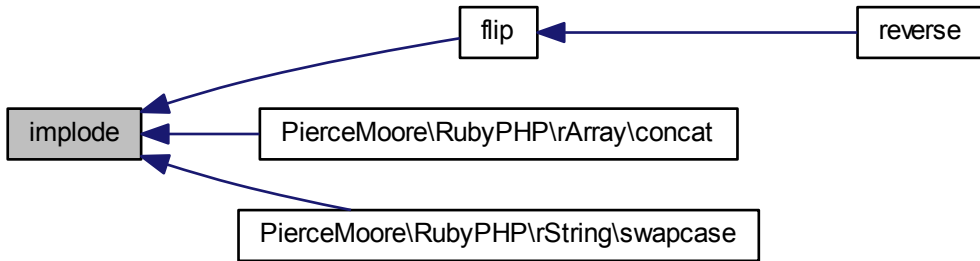 flip
reverse
implode
PierceMoore\RubyPHP\rArray\concat
PierceMoore\RubyPHP\rString\swapcase